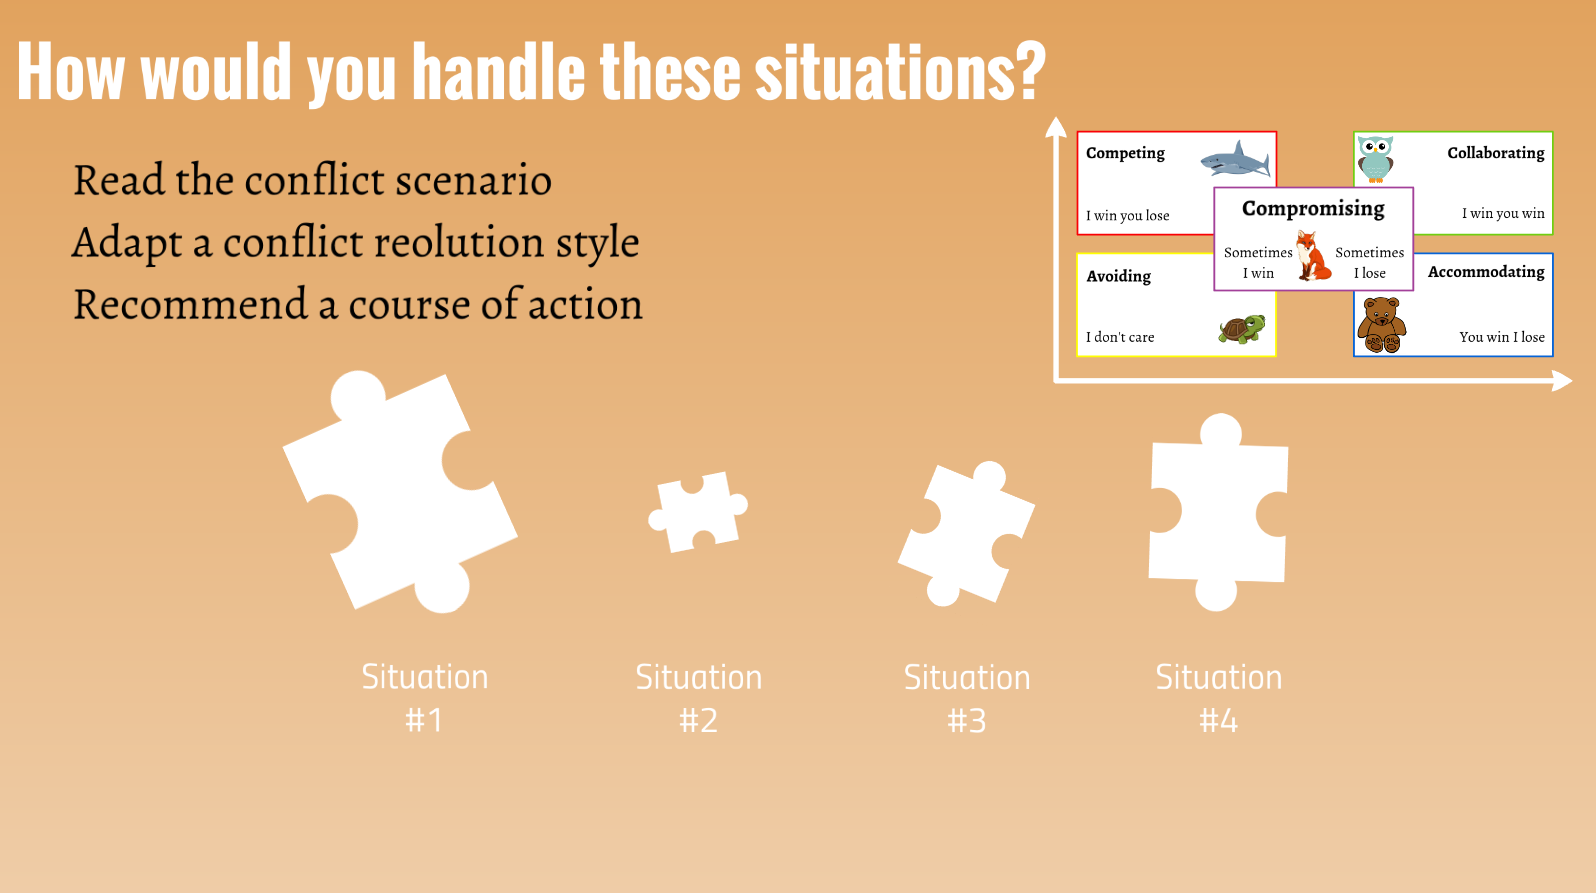 How would you handle these situations?
Read the conflict scenario
Adapt a conflict reolution style
Recommend a course of action
Competing
I win you lose
Collaborating
I win you win
Compromising
Sometimes
I win
Sometimes
I lose
Avoiding
I don't care
Accommodating
You win I lose
Situation
#1
Situation
#2
Situation
#3
Situation
#4